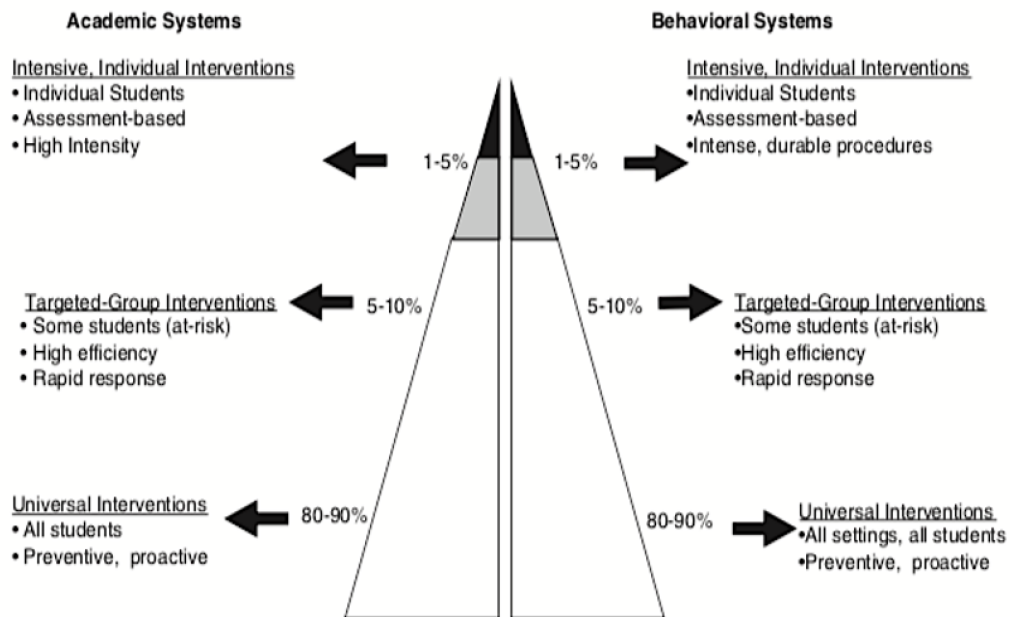 Academic Systems
Intensive, Individual Interventions
• Individual Students
• Assessment-based
• High Intensity
1-5%
Targeted-Group Interventions
• Some students (at-risk)
• High efficiency
• Rapid response
5-10%
Universal Interventions
• All students
• Preventive, proactive
80-90%
Behavioral Systems
Intensive, Individual Interventions
•Individual Students
•Assessment-based
•Intense, durable procedures
1-5%
Targeted-Group Interventions
•Some students (at-risk)
•High efficiency
•Rapid response
5-10%
Universal Interventions
•All settings, all students
•Preventive, proactive
80-90%